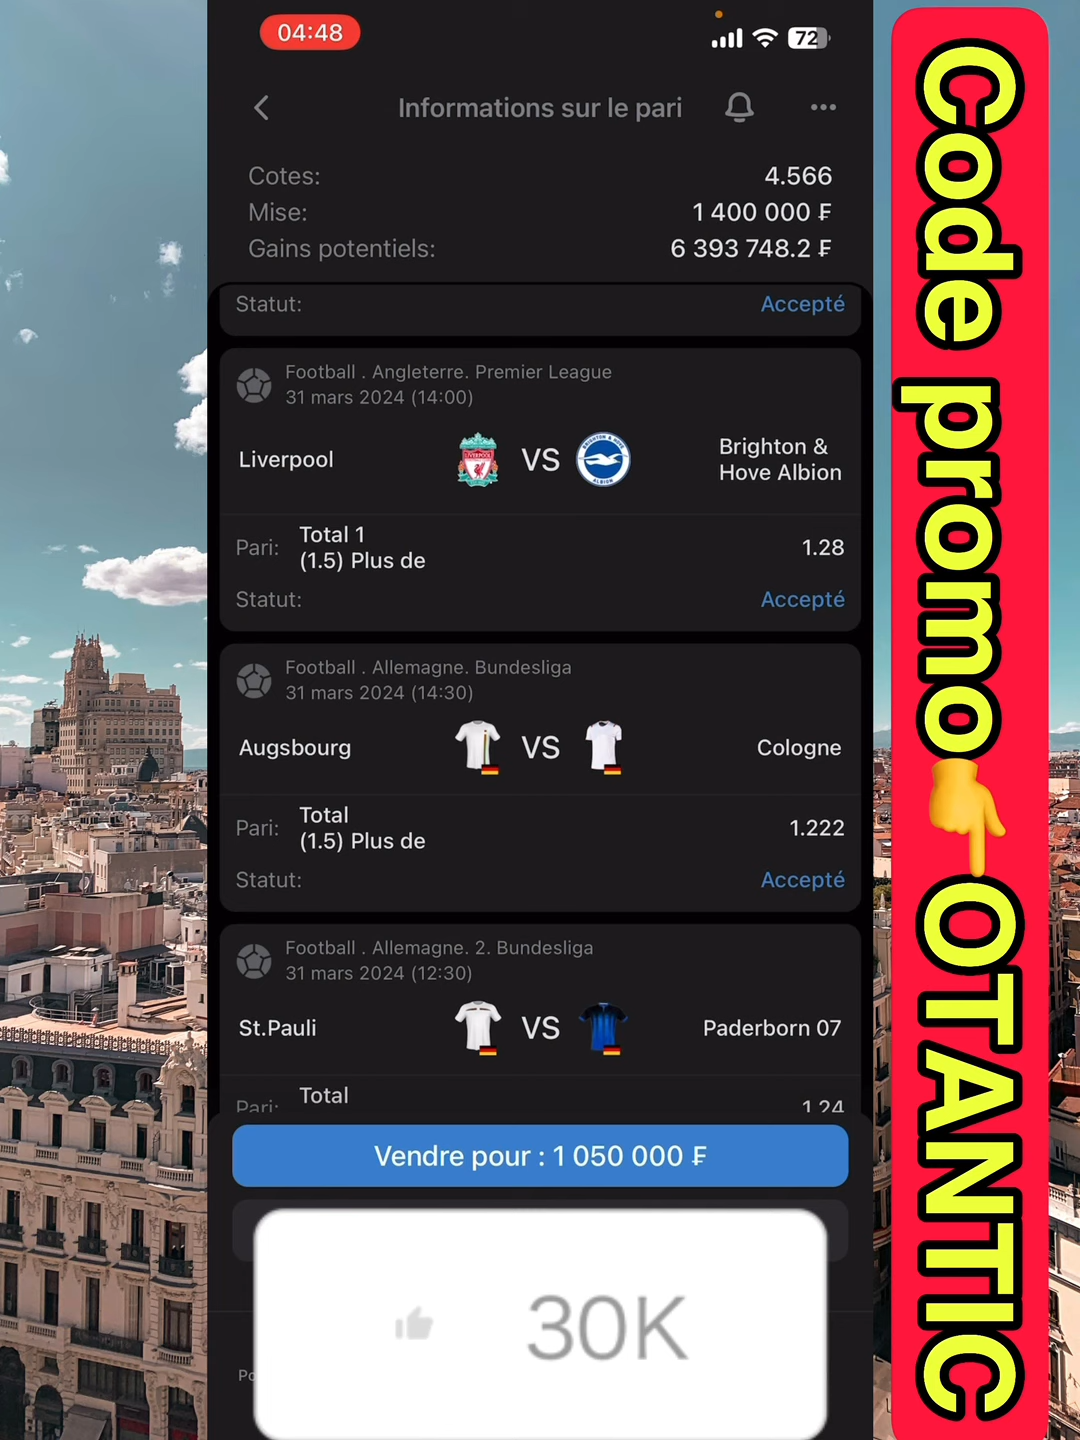 04:48
72
Informations sur le pari
Cotes: 4.566
Mise: 1 400 000 ₣
Gains potentiels: 6 393 748.2 ₣
Statut: Accepté
Football . Angleterre. Premier League
31 mars 2024 (14:00)
Liverpool VS Brighton & Hove Albion
Pari: Total 1 (1.5) Plus de 1.28
Statut: Accepté
Football . Allemagne. Bundesliga
31 mars 2024 (14:30)
Augsbourg VS Cologne
Pari: Total (1.5) Plus de 1.222
Statut: Accepté
Football . Allemagne. 2. Bundesliga
31 mars 2024 (12:30)
St.Pauli VS Paderborn 07
Pari: Total 1.24
Vendre pour : 1 050 000 ₣
30K
Po
Code promo👇OTANTIC